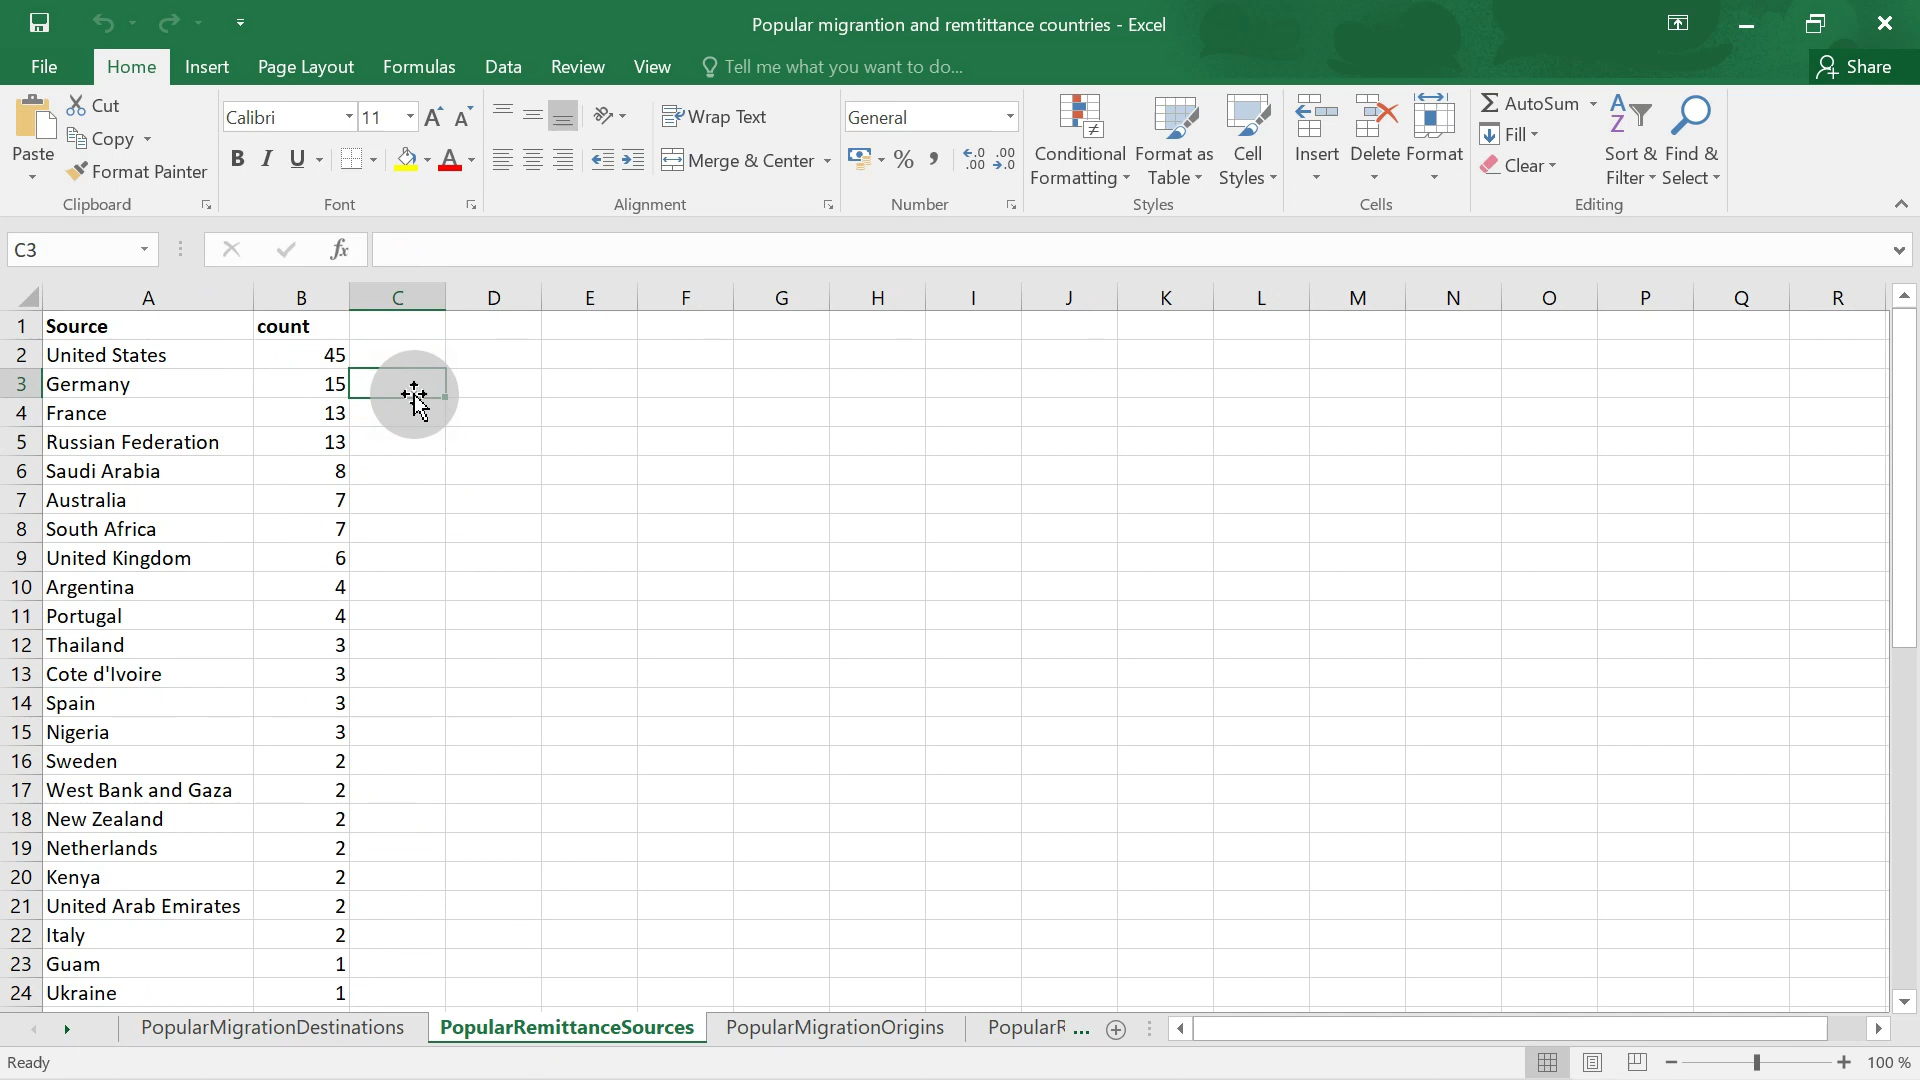 Popular migrantion and remtittance countries - Excel
File Home Insert Page Layout Formulas Data Review View Tell me what you want to do... Share
Paste Cut Copy Format Painter Clipboard
Calibri 11 B I U A Font
Wrap Text Merge & Center Alignment
General % , .0 .00 .00 .0 Number
Conditional Formatting Format as Table Cell Styles Styles
Insert Delete Format Cells
AutoSum Fill Clear Sort & Filter Find & Select Editing
C3 fx
A B C D E F G H I J K L M N O P Q R
1 Source count
2 United States 45
3 Germany 15
4 France 13
5 Russian Federation 13
6 Saudi Arabia 8
7 Australia 7
8 South Africa 7
9 United Kingdom 6
10 Argentina 4
11 Portugal 4
12 Thailand 3
13 Cote d'Ivoire 3
14 Spain 3
15 Nigeria 3
16 Sweden 2
17 West Bank and Gaza 2
18 New Zealand 2
19 Netherlands 2
20 Kenya 2
21 United Arab Emirates 2
22 Italy 2
23 Guam 1
24 Ukraine 1
PopularMigrationDestinations PopularRemittanceSources PopularMigrationOrigins PopularR ...
Ready 100 %